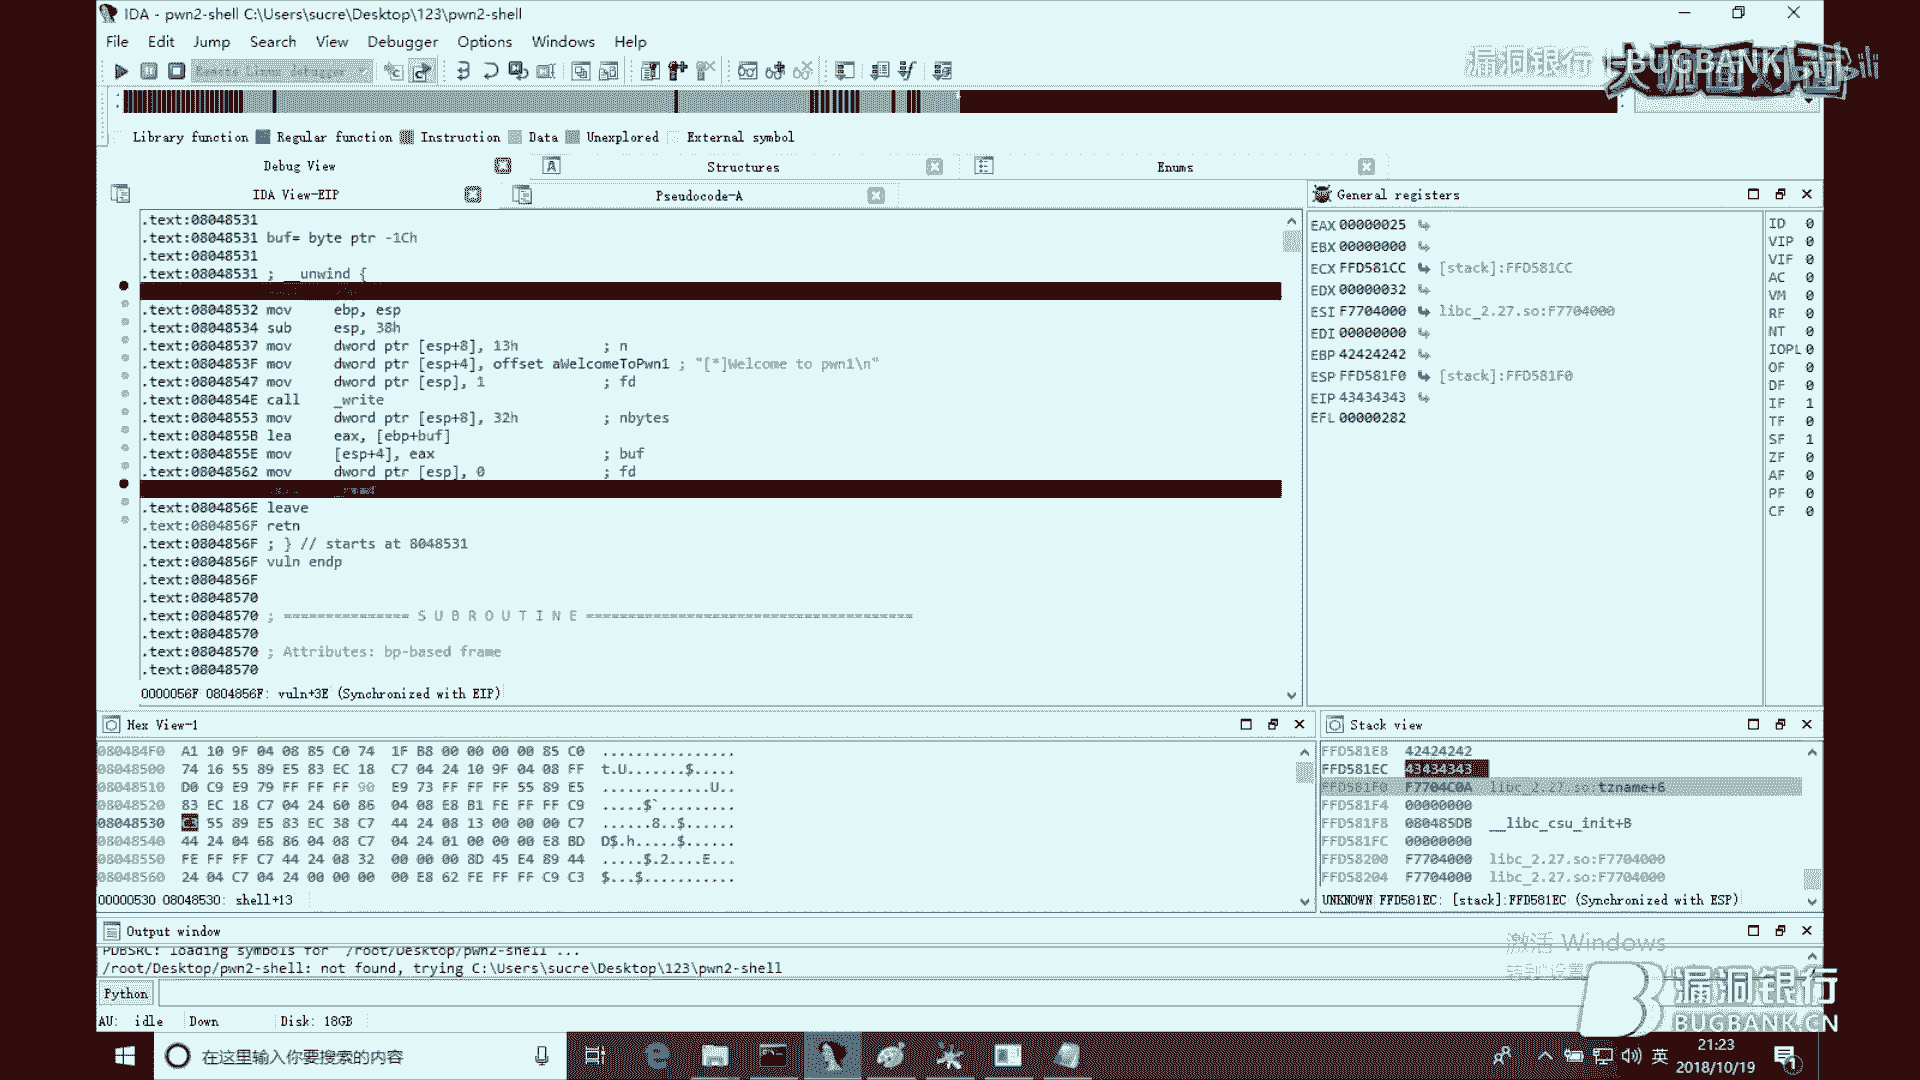 IDA - pwn2-shell C:\Users\sucre\Desktop\123\pwn2-shell
File Edit Jump Search View Debugger Options Windows Help
Remote Linux debugger
漏洞银行 BUGBANK
Library function Regular function Instruction Data Unexplored External symbol
Debug View Structures Enums
IDA View-EIP Pseudocode-A
.text:08048531
.text:08048531 buf= byte ptr -1Ch
.text:08048531
.text:08048531 ; __unwind {
.text:08048532 mov ebp, esp
.text:08048534 sub esp, 38h
.text:08048537 mov dword ptr [esp+8], 13h ; n
.text:0804853F mov dword ptr [esp+4], offset aWelcomeToPwn1 ; "[*]Welcome to pwn1\n"
.text:08048547 mov dword ptr [esp], 1 ; fd
.text:0804854E call _write
.text:08048553 mov dword ptr [esp+8], 32h ; nbytes
.text:0804855B lea eax, [ebp+buf]
.text:0804855E mov [esp+4], eax ; buf
.text:08048562 mov dword ptr [esp], 0 ; fd
_read
.text:0804856E leave
.text:0804856F retn
.text:0804856F ; } // starts at 8048531
.text:0804856F vuln endp
.text:0804856F
.text:08048570
.text:08048570 ; =============== S U B R O U T I N E =======================================
.text:08048570
.text:08048570 ; Attributes: bp-based frame
.text:08048570
0000056F 0804856F: vuln+3E (Synchronized with EIP)
General registers
EAX 00000025
EBX 00000000
ECX FFD581CC [stack]:FFD581CC
EDX 00000032
ESI F7704000 libc_2.27.so:F7704000
EDI 00000000
EBP 42424242
ESP FFD581F0 [stack]:FFD581F0
EIP 43434343
EFL 00000282
ID 0
VIP 0
VIF 0
AC 0
VM 0
RF 0
NT 0
IOPL 0
OF 0
DF 0
IF 1
TF 0
SF 1
ZF 0
AF 0
PF 0
CF 0
Hex View-1
080484F0 A1 10 9F 04 08 85 C0 74 1F B8 00 00 00 00 85 C0 ................
08048500 74 16 55 89 E5 83 EC 18 C7 04 24 10 9F 04 08 FF t.U.......$.....
08048510 D0 C9 E9 79 FF FF FF 90 E9 73 FF FF FF 55 89 E5 .............U..
08048520 83 EC 18 C7 04 24 60 86 04 08 E8 B1 FE FF FF C9 .....$`.........
08048530 C3 55 89 E5 83 EC 38 C7 44 24 08 13 00 00 00 C7 ......8..$......
08048540 44 24 04 68 86 04 08 C7 04 24 01 00 00 00 E8 BD D$.h.....$......
08048550 FE FF FF C7 44 24 08 32 00 00 00 8D 45 E4 89 44 .....$.2....E...
08048560 24 04 C7 04 24 00 00 00 00 E8 62 FE FF FF C9 C3 $...$...........
00000530 08048530: shell+13
Stack view
FFD581E8 42424242
FFD581EC 43434343
FFD581F0 F7704C0A libc_2.27.so:tzname+6
FFD581F4 00000000
FFD581F8 080485DB __libc_csu_init+B
FFD581FC 00000000
FFD58200 F7704000 libc_2.27.so:F7704000
FFD58204 F7704000 libc_2.27.so:F7704000
UNKNOWN FFD581EC: [stack]:FFD581EC (Synchronized with ESP)
Output window
PDBSRC: loading symbols for '/root/Desktop/pwn2-shell'...
/root/Desktop/pwn2-shell: not found, trying C:\Users\sucre\Desktop\123\pwn2-shell
Python
AU: idle Down Disk: 18GB
激活 Windows
漏洞银行
BUGBANK.CN
在这里输入你要搜索的内容
英
21:23
2018/10/19
1